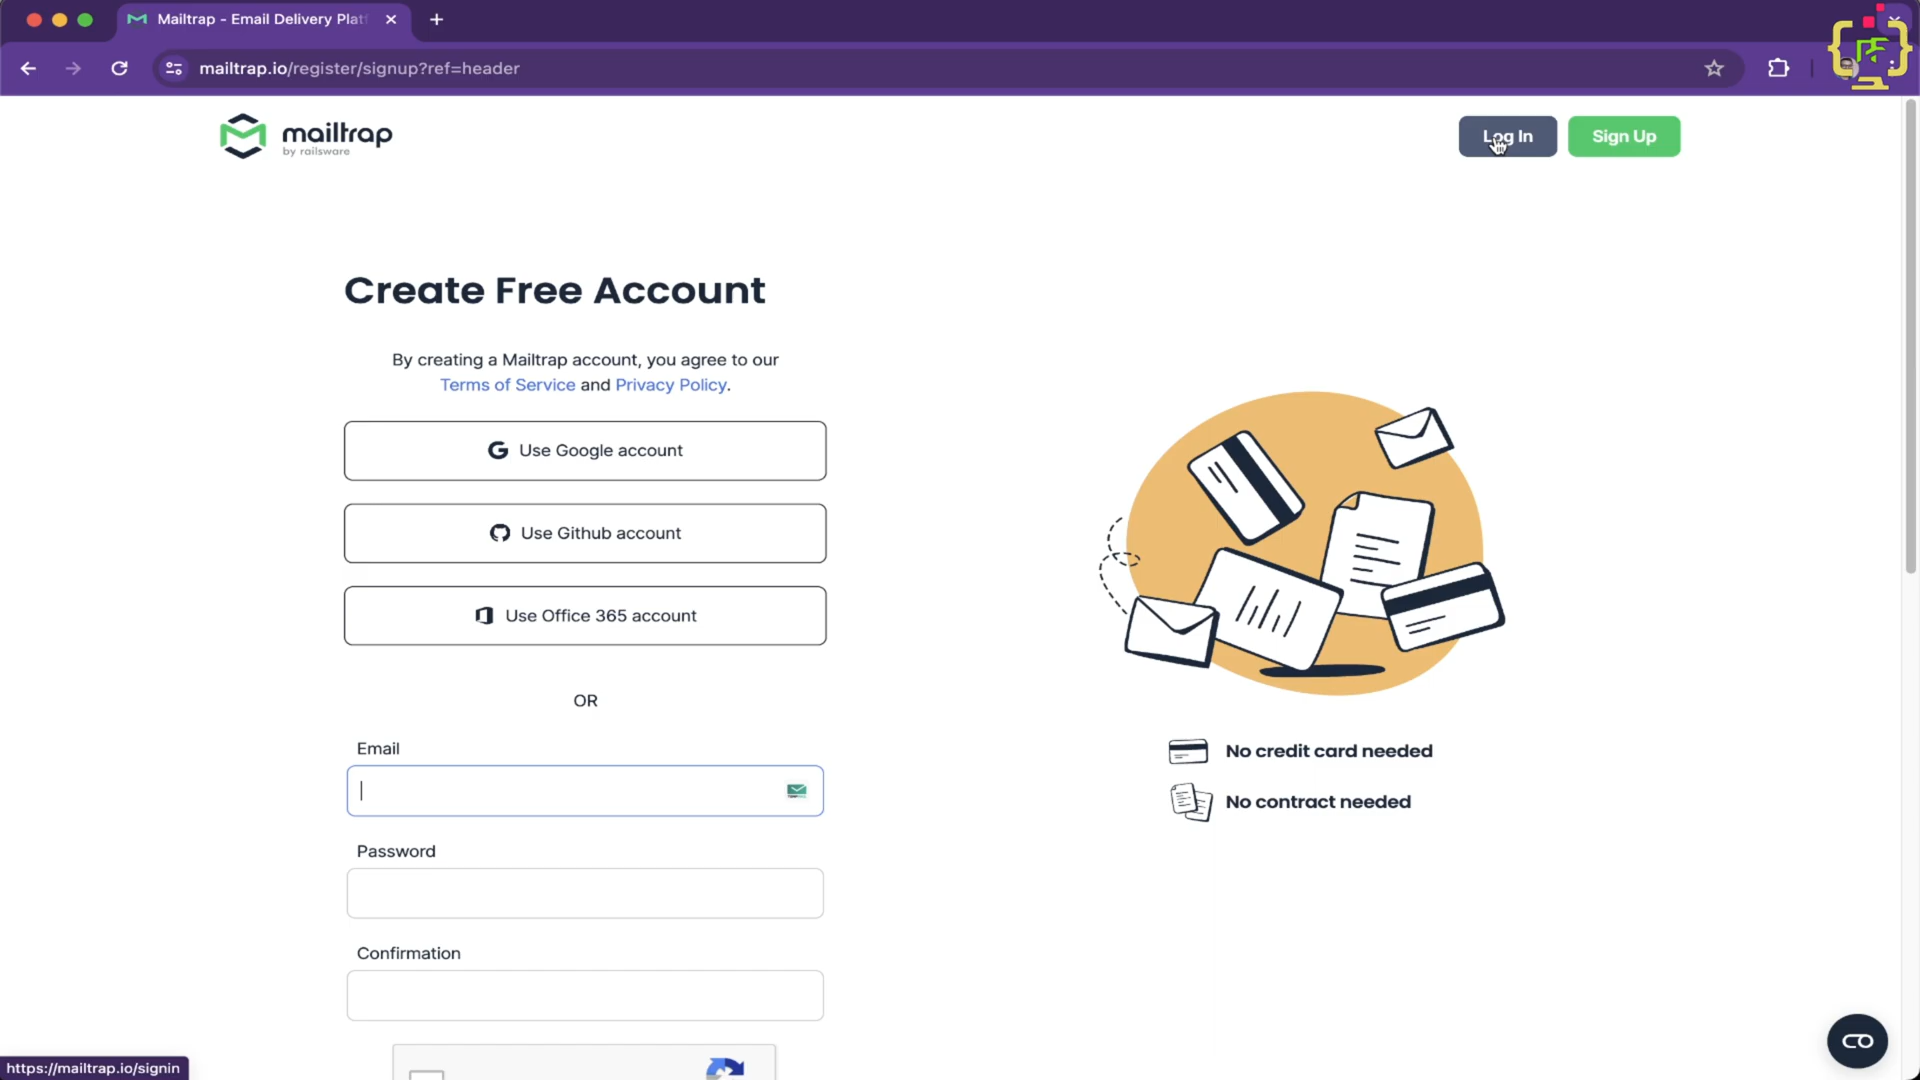 Mailtrap - Email Delivery Plat
mailtrap.io/register/signup?ref=header
mailtrap
by railsware
Log In
Sign Up
Create Free Account
By creating a Mailtrap account, you agree to our
Terms of Service and Privacy Policy.
Use Google account
Use Github account
Use Office 365 account
OR
Email
Password
Confirmation
No credit card needed
No contract needed
https://mailtrap.io/signin